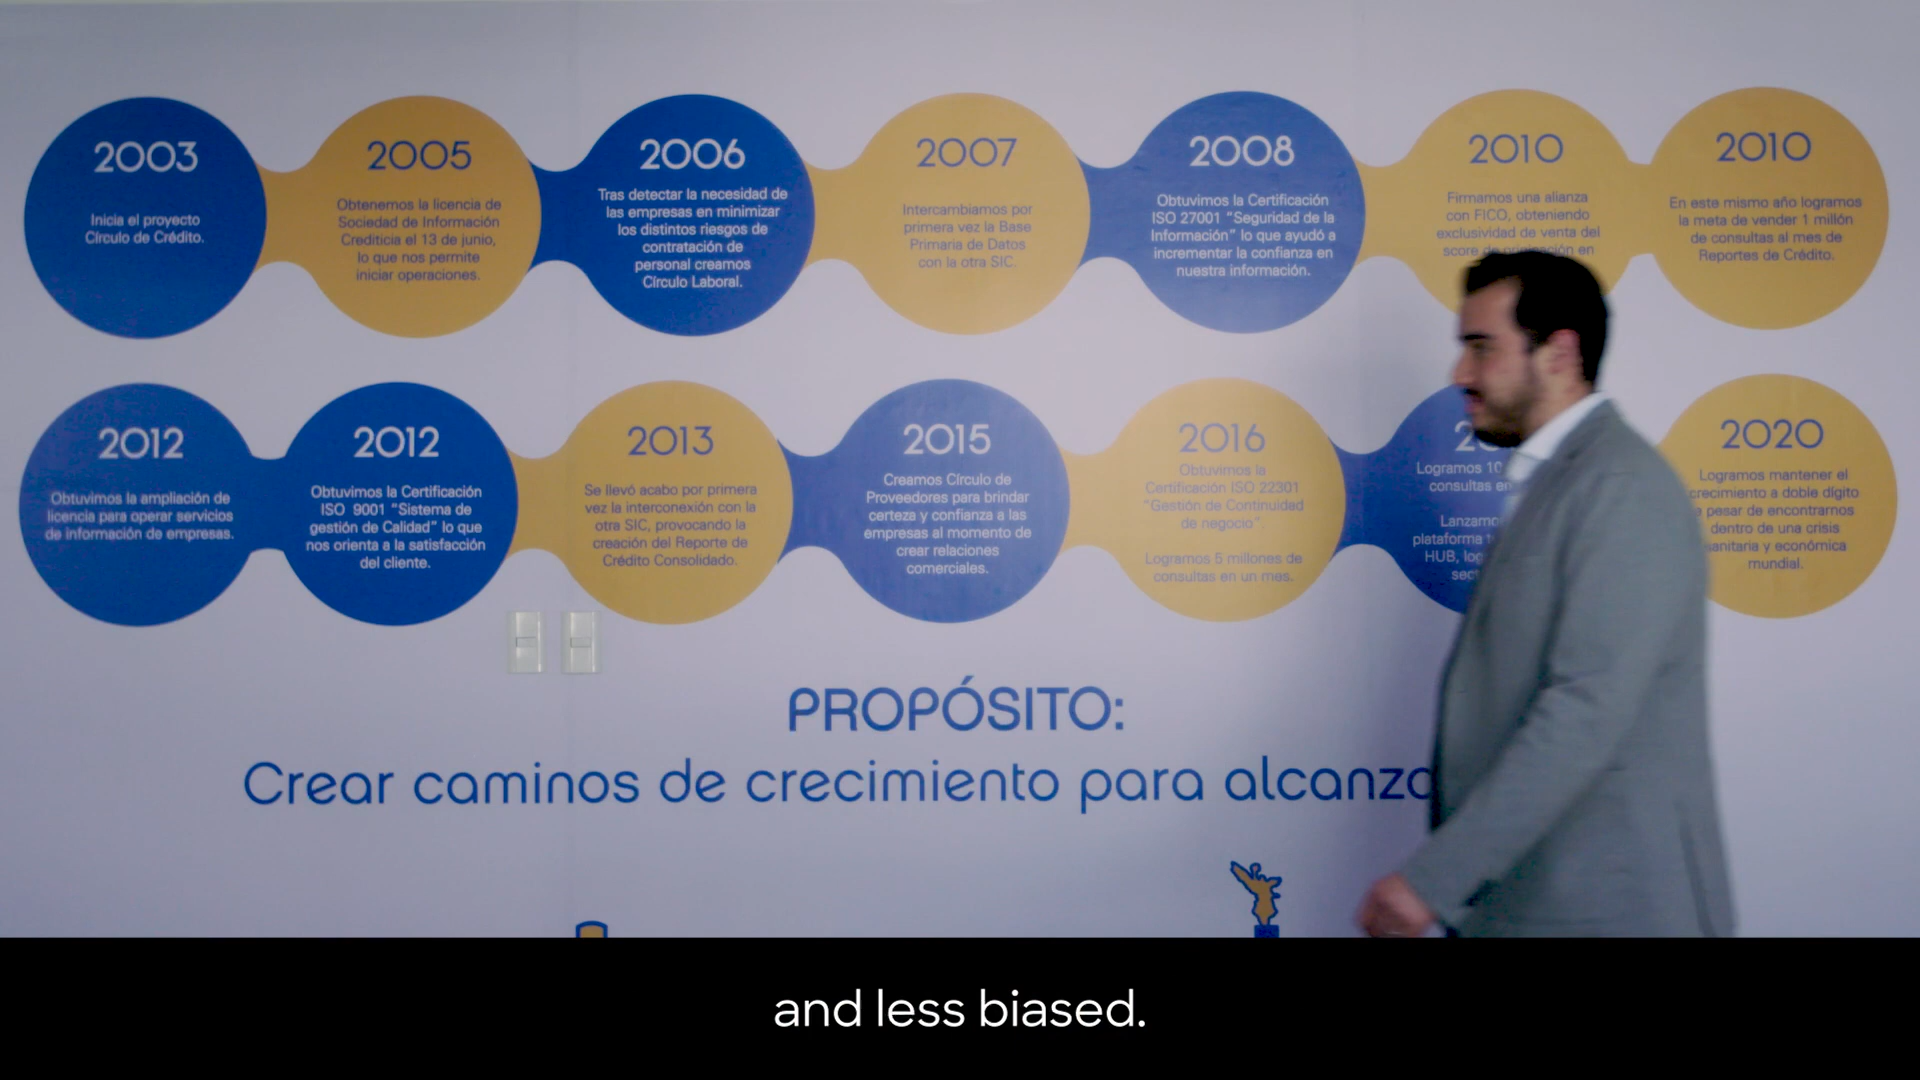 2003
Inicia el proyecto
Círculo de Crédito.
2005
Obtenemos la licencia de
Sociedad de Información
Crediticia el 13 de junio,
lo que nos permite
iniciar operaciones.
2006
Tras detectar la necesidad de
las empresas en minimizar
los distintos riesgos de
contratación de
personal creamos
Círculo Laboral.
2007
Intercambiamos por
primera vez la Base
Primaria de Datos
con la otra SIC.
2008
Obtuvimos la Certificación
ISO 27001 "Seguridad de la
Información" lo que ayudó a
incrementar la confianza en
nuestra información.
2010
Firmamos una alianza
con FICO, obteniendo
exclusividad de venta del
score de originación en
2010
En este mismo año logramos
la meta de vender 1 millón
de consultas al mes de
Reportes de Crédito.
2012
Obtuvimos la ampliación de
licencia para operar servicios
de información de empresas.
2012
Obtuvimos la Certificación
ISO 9001 "Sistema de
gestión de Calidad" lo que
nos orienta a la satisfacción
del cliente.
2013
Se llevó acabo por primera
vez la interconexión con la
otra SIC, provocando la
creación del Reporte de
Crédito Consolidado.
2015
Creamos Círculo de
Proveedores para brindar
certeza y confianza a las
empresas al momento de
crear relaciones
comerciales.
2016
Obtuvimos la
Certificación ISO 22301
"Gestión de Continuidad
de negocio".
Logramos 5 millones de
consultas en un mes.
Logramos 10
consultas en
plataforma
HUB,
2020
Logramos mantener el
crecimiento a doble dígito
a pesar de encontrarnos
dentro de una crisis
sanitaria y económica
mundial.
PROPÓSITO:
Crear caminos de crecimiento para
and less biased.